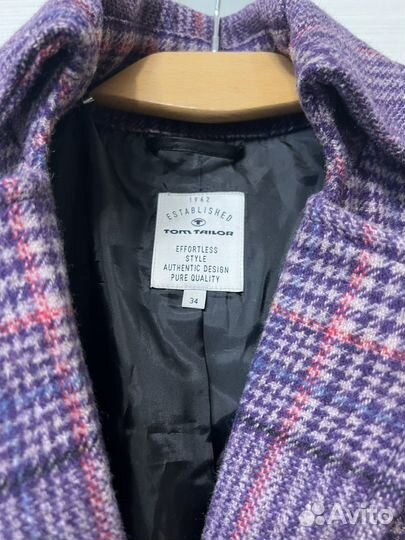 1962
ESTABLISHED
TOM TAILOR
EFFORTLESS
STYLE
AUTHENTIC DESIGN
PURE QUALITY
34
Avito